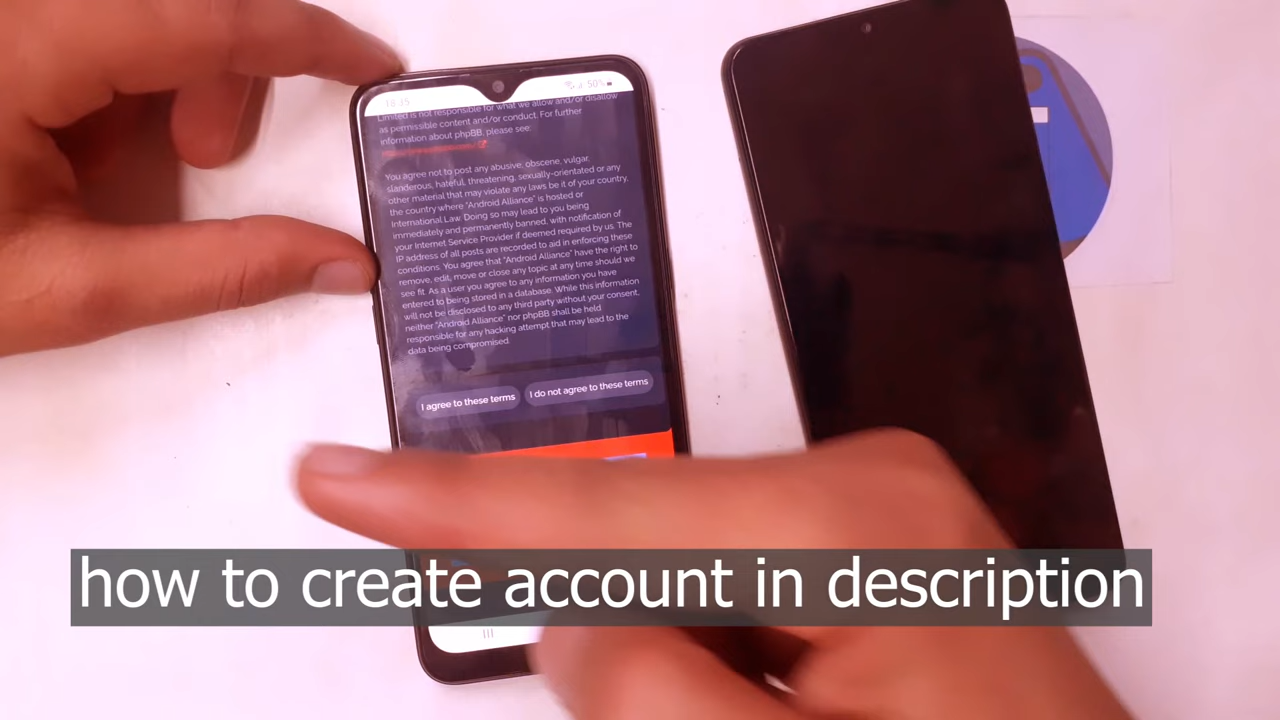 18:35
50%
Limited is not responsible for what we allow and/or disallow
as permissible content and/or conduct. For further
information about phpBB, please see:
You agree not to post any abusive, obscene, vulgar,
slanderous, hateful, threatening, sexually-orientated or any
other material that may violate any laws be it of your country,
the country where "Android Alliance" is hosted or
International Law. Doing so may lead to you being
immediately and permanently banned, with notification of
your Internet Service Provider if deemed required by us. The
IP address of all posts are recorded to aid in enforcing these
conditions. You agree that "Android Alliance" have the right to
remove, edit, move or close any topic at any time should we
see fit. As a user you agree to any information you have
entered to being stored in a database. While this information
will not be disclosed to any third party without your consent,
neither "Android Alliance" nor phpBB shall be held
responsible for any hacking attempt that may lead to the
data being compromised.
I agree to these terms
I do not agree to these terms
how to create account in description